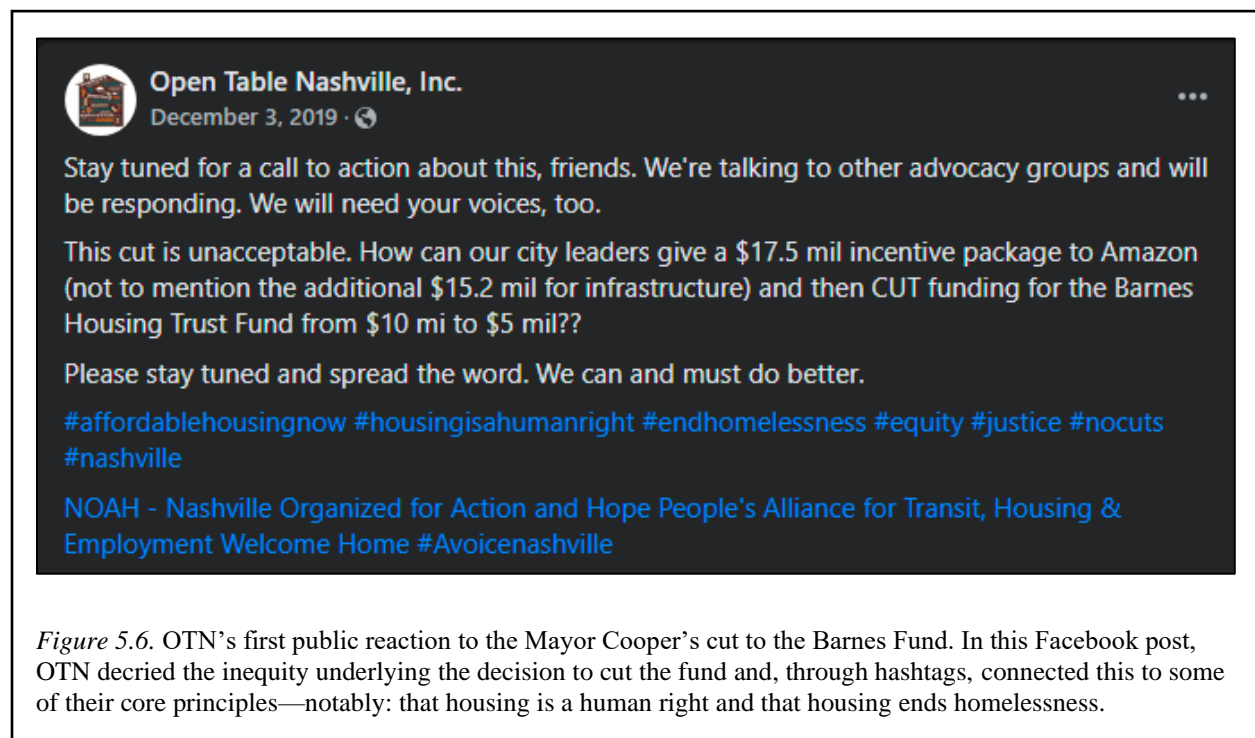 Open Table Nashville, Inc.
December 3, 2019 ·
Stay tuned for a call to action about this, friends. We're talking to other advocacy groups and will
be responding. We will need your voices, too.
This cut is unacceptable. How can our city leaders give a $17.5 mil incentive package to Amazon
(not to mention the additional $15.2 mil for infrastructure) and then CUT funding for the Barnes
Housing Trust Fund from $10 mi to $5 mil??
Please stay tuned and spread the word. We can and must do better.
#affordablehousingnow #housingisahumanright #endhomelessness #equity #justice #nocuts
#nashville
NOAH - Nashville Organized for Action and Hope People's Alliance for Transit, Housing &
Employment Welcome Home #Avoicenashville
Figure 5.6. OTN's first public reaction to the Mayor Cooper's cut to the Barnes Fund. In this Facebook post,
OTN decried the inequity underlying the decision to cut the fund and, through hashtags, connected this to some
of their core principles—notably: that housing is a human right and that housing ends homelessness.